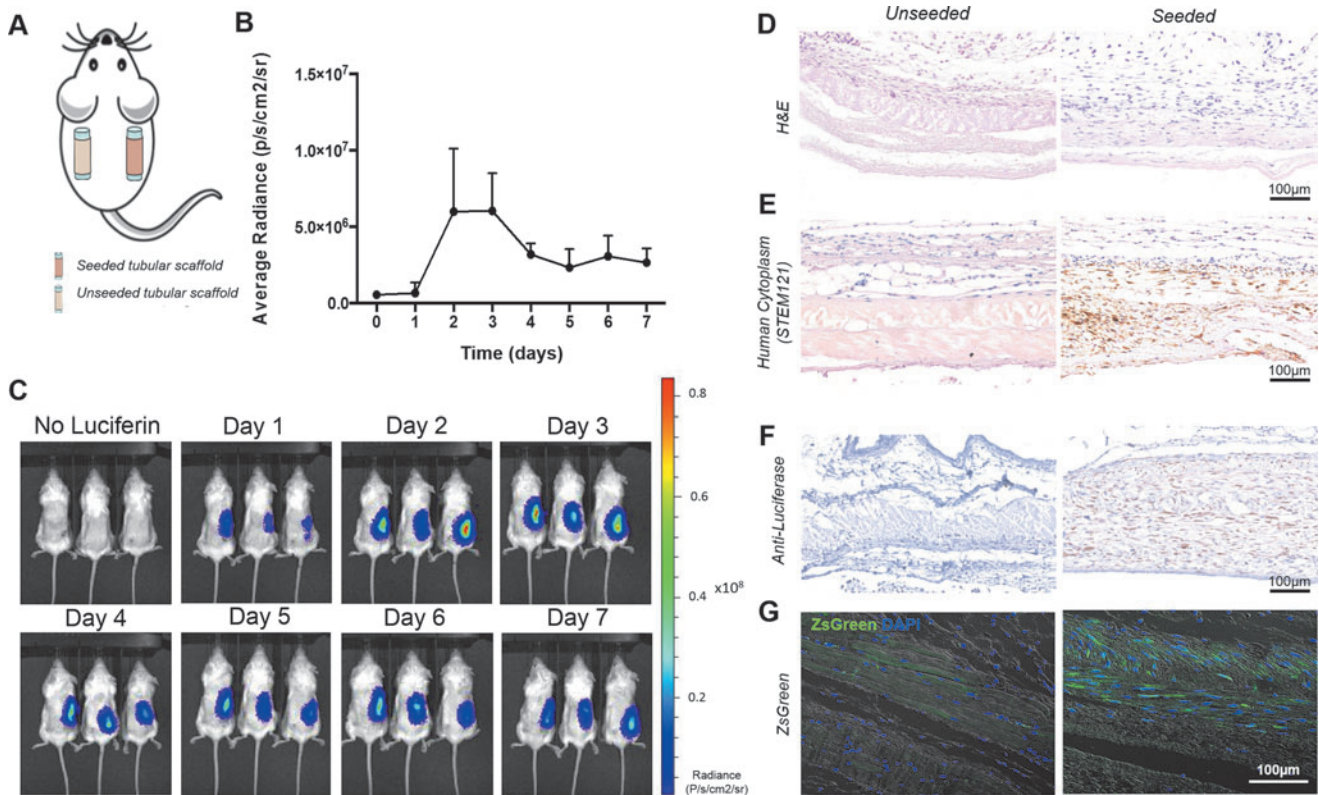 A
Seeded tubular scaffold
Unseeded tubular scaffold
B
Average Radiance (p/s/cm2/sr)
1.5×10⁷
1.0×10⁷
5.0×10⁶
0.0
0 1 2 3 4 5 6 7
Time (days)
C
No Luciferin
Day 1
Day 2
Day 3
Day 4
Day 5
Day 6
Day 7
0.8
0.6
x10⁸
0.4
0.2
Radiance
(P/s/cm2/sr)
Unseeded
Seeded
D
H&E
100µm
E
Human Cytoplasm
(STEM121)
100µm
F
Anti-Luciferase
100µm
G
ZsGreen
ZsGreen DAPI
100µm